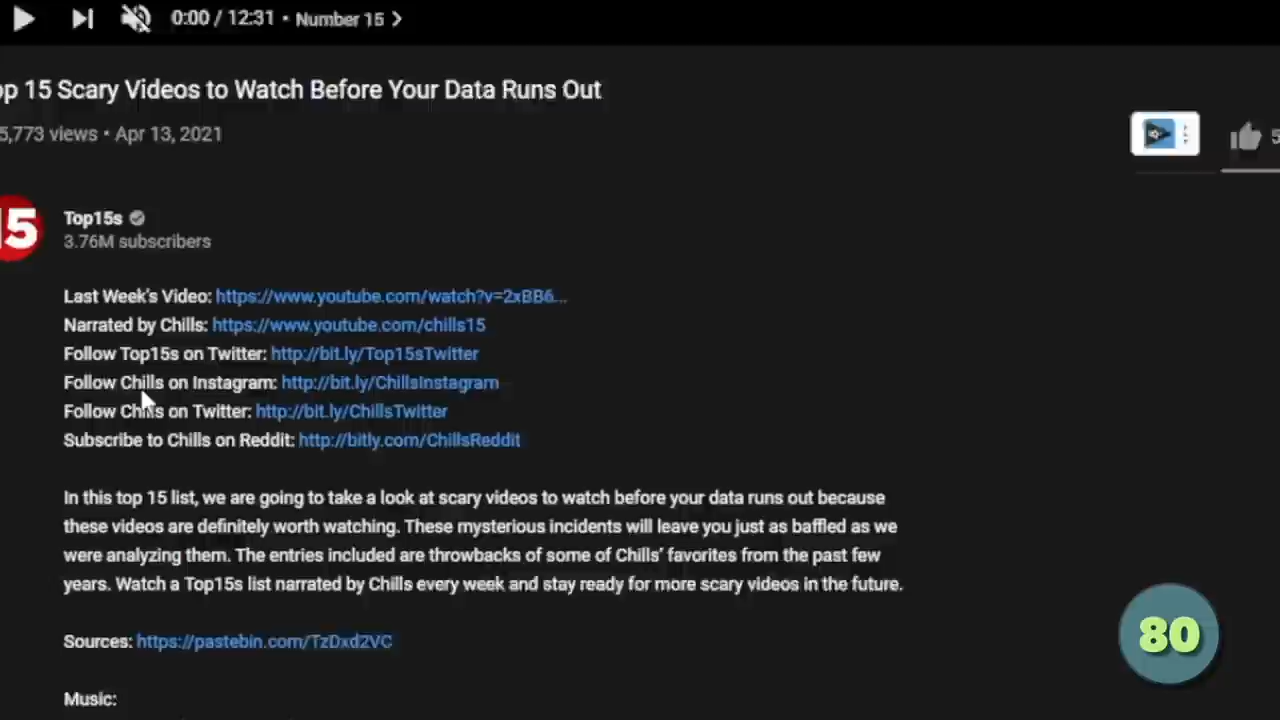 0:00 / 12:31 • Number 15 >
op 15 Scary Videos to Watch Before Your Data Runs Out
5,773 views • Apr 13, 2021
5
15
Top15s
3.76M subscribers
Last Week's Video: https://www.youtube.com/watch?v=2xBB6...
Narrated by Chills: https://www.youtube.com/chills15
Follow Top15s on Twitter: http://bit.ly/Top15sTwitter
Follow Chills on Instagram: http://bit.ly/ChillsInstagram
Follow Chills on Twitter: http://bit.ly/ChillsTwitter
Subscribe to Chills on Reddit: http://bitly.com/ChillsReddit
In this top 15 list, we are going to take a look at scary videos to watch before your data runs out because
these videos are definitely worth watching. These mysterious incidents will leave you just as baffled as we
were analyzing them. The entries included are throwbacks of some of Chills' favorites from the past few
years. Watch a Top15s list narrated by Chills every week and stay ready for more scary videos in the future.
Sources: https://pastebin.com/TzDxd2VC
80
Music: